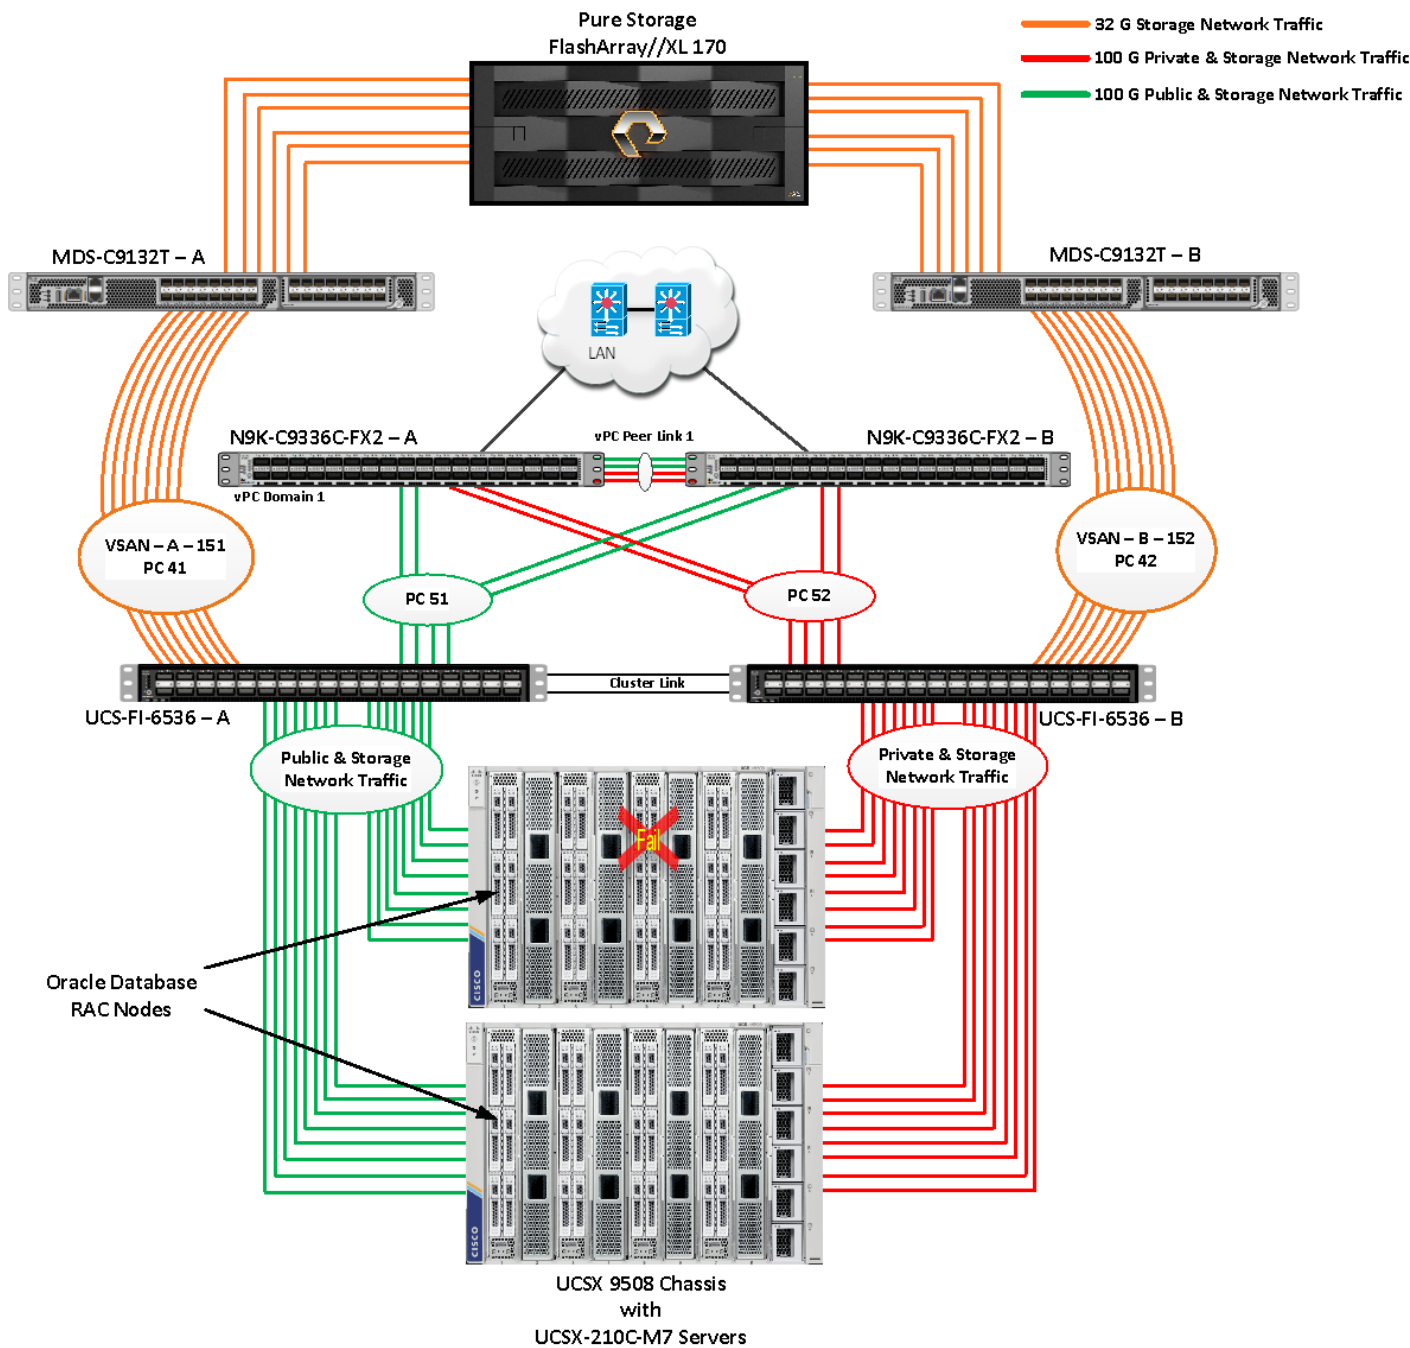 Pure Storage
FlashArray//XL 170
32 G Storage Network Traffic
100 G Private & Storage Network Traffic
100 G Public & Storage Network Traffic
MDS-C9132T – A
MDS-C9132T – B
LAN
N9K-C9336C-FX2 – A
vPC Peer Link 1
N9K-C9336C-FX2 – B
vPC Domain 1
VSAN – A – 151
PC 41
VSAN – B – 152
PC 42
PC 51
PC 52
Cluster Link
UCS-FI-6536 – A
UCS-FI-6536 – B
Public & Storage
Network Traffic
Private & Storage
Network Traffic
Fail
CISCO
Oracle Database
RAC Nodes
CISCO
UCSX 9508 Chassis
with
UCSX-210C-M7 Servers